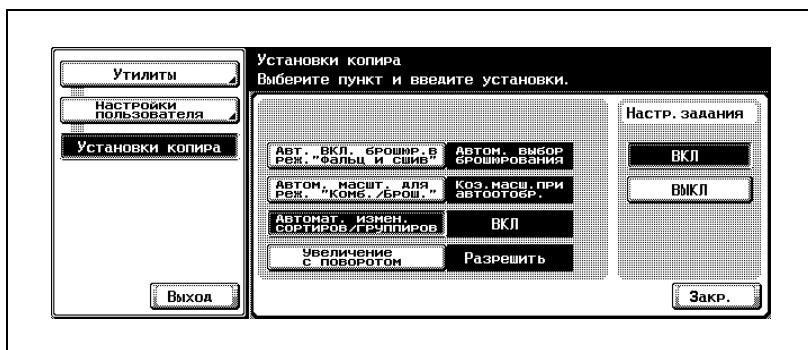 Утилиты
Настройки
пользователя
Установки копира
Выход
Установки копира
Выберите пункт и введите установки.
Авт. ВКЛ. брошюр.в
реж."Фальц и сшив"
Автом. выбор
брошюрования
Автом. масшт. для
реж. "Комб./Брош."
Коэ.масш.при
автоотобр.
Автомат. измен.
сортиров/группиров
ВКЛ
Увеличение
с поворотом
Разрешить
Настр.задания
ВКЛ
ВЫКЛ
Закр.